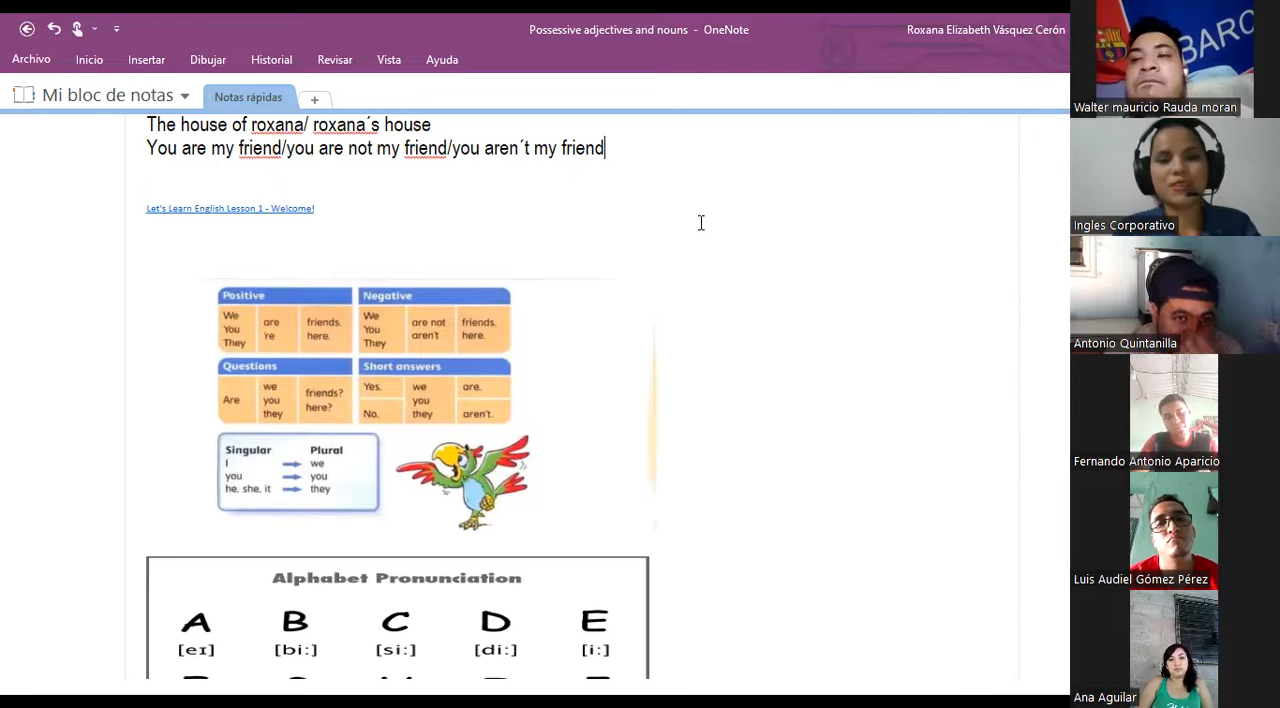 Possessive adjectives and nouns - OneNote
Roxana Elizabeth Vásquez Cerón
Archivo Inicio Insertar Dibujar Historial Revisar Vista Ayuda
Mi bloc de notas Notas rápidas +
The house of roxana/ roxana´s house
You are my friend/you are not my friend/you aren´t my friend
Let's Learn English Lesson 1 - Welcome!
Positive Negative
We You They are 're friends. here. We You They are not aren't friends. here.
Questions Short answers
Are we you they friends? here? Yes. we you they are.
No. aren't.
Singular Plural
I we
you you
he, she, it they
Alphabet Pronunciation
A B C D E
[eɪ] [bi:] [si:] [di:] [i:]
BARC
Walter mauricio Rauda moran
Ingles Corporativo
Antonio Quintanilla
Fernando Antonio Aparicio
Luis Audiel Gómez Pérez
Ana Aguilar